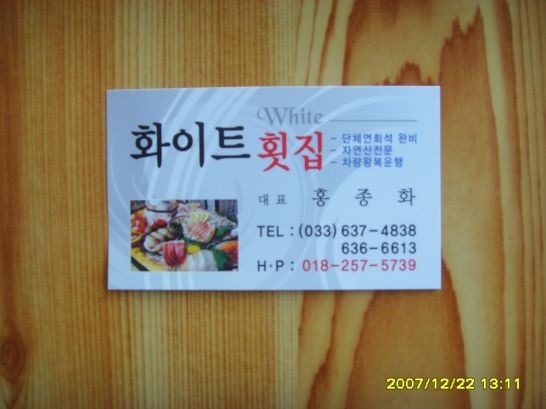 White
화이트 횟집
- 단체연회석 완비
- 자연산전문
- 차량왕복운행
대표 홍종화
TEL : (033) 637-4838
636-6613
H·P : 018-257-5739
2007/12/22 13:11